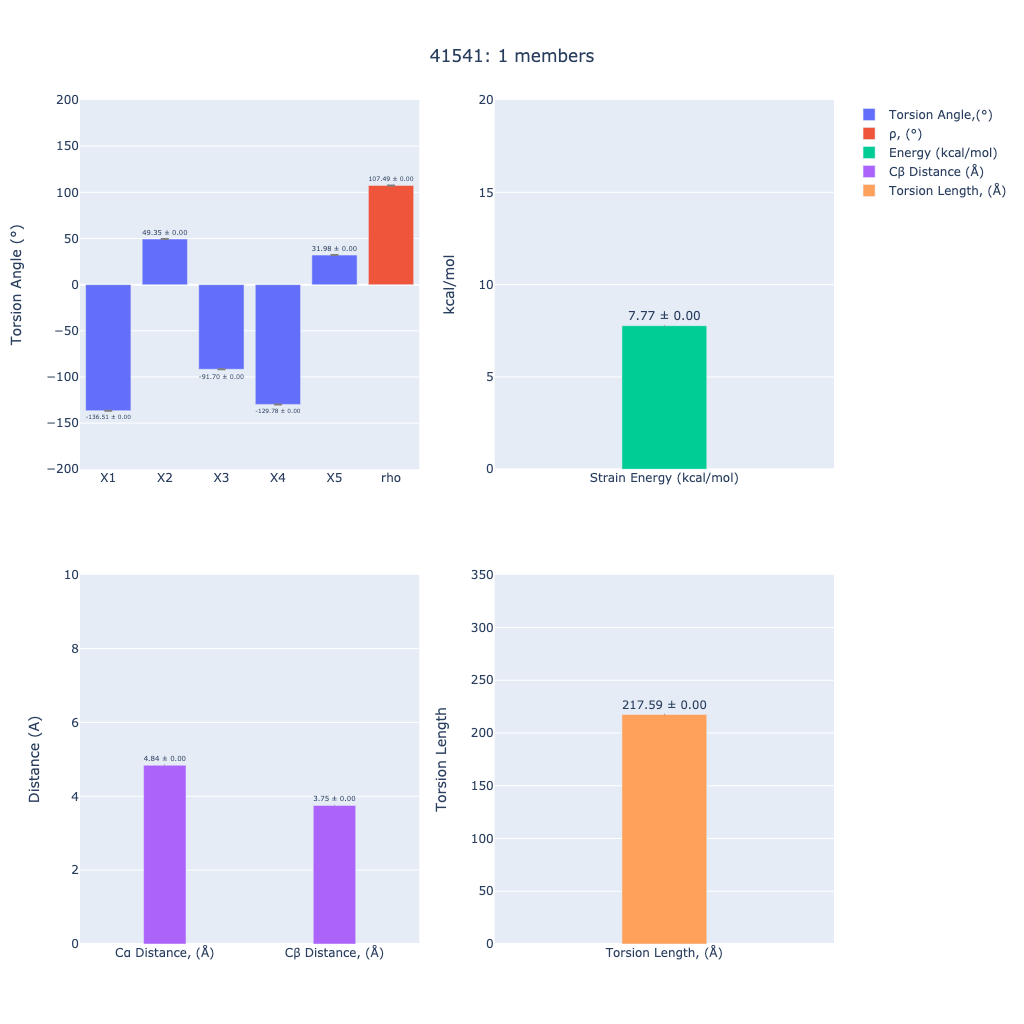 41541: 1 members
Torsion Angle (°)
200
150
100
50
0
−50
−100
−150
−200
-136.51 ± 0.00
49.35 ± 0.00
-91.70 ± 0.00
-129.78 ± 0.00
31.98 ± 0.00
107.49 ± 0.00
X1 X2 X3 X4 X5 rho
kcal/mol
20
15
10
5
0
7.77 ± 0.00
Strain Energy (kcal/mol)
Torsion Angle,(°)
ρ, (°)
Energy (kcal/mol)
Cβ Distance (Å)
Torsion Length, (Å)
Distance (A)
10
8
6
4
2
0
4.84 ± 0.00
3.75 ± 0.00
Cα Distance, (Å) Cβ Distance, (Å)
Torsion Length
350
300
250
200
150
100
50
0
217.59 ± 0.00
Torsion Length, (Å)